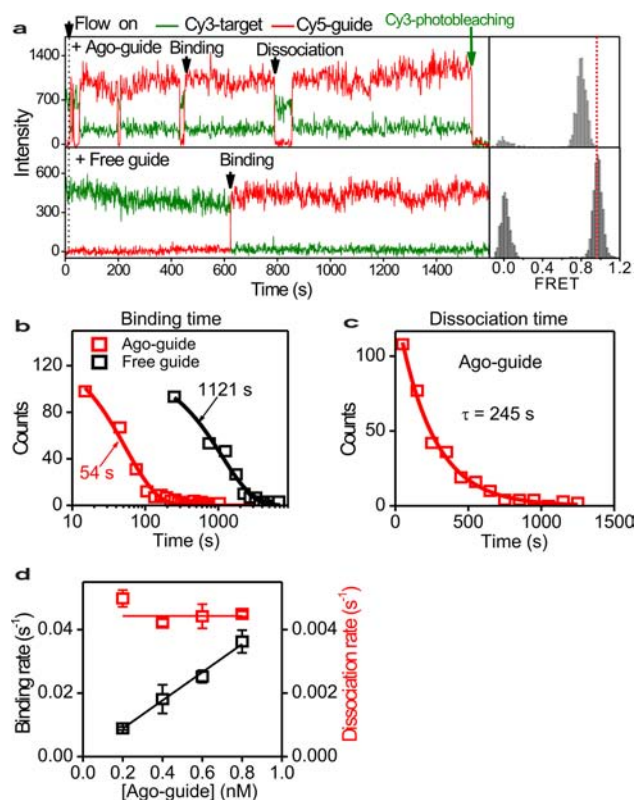 a
Flow on
Cy3-target
Cy5-guide
Cy3-photobleaching
+ Ago-guide
Binding
Dissociation
1400
700
0
Intensity
+ Free guide
Binding
600
300
0
0 200 400 600 800 1000 1200 1400
Time (s)
0.0 0.4 0.8 1.2
FRET
b
Binding time
Ago-guide
Free guide
120
80
40
0
Counts
1121 s
54 s
10 100 1000
Time (s)
c
Dissociation time
Ago-guide
τ = 245 s
100
50
0
Counts
0 500 1000 1500
Time (s)
d
0.04
0.02
0.00
Binding rate (s⁻¹)
0.004
0.002
0.000
Dissociation rate (s⁻¹)
0.0 0.2 0.4 0.6 0.8 1.0
[Ago-guide] (nM)